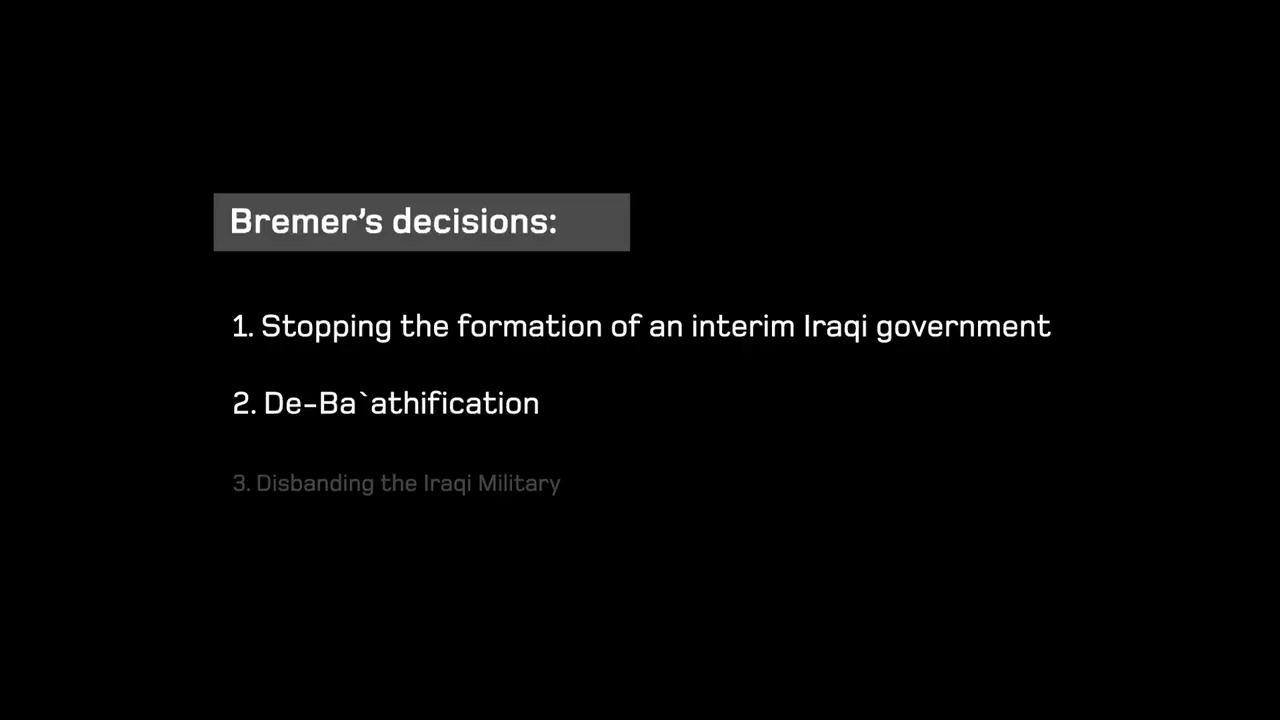 Bremer’s decisions:
1. Stopping the formation of an interim Iraqi government
2. De-Ba`athification
3. Disbanding the Iraqi Military